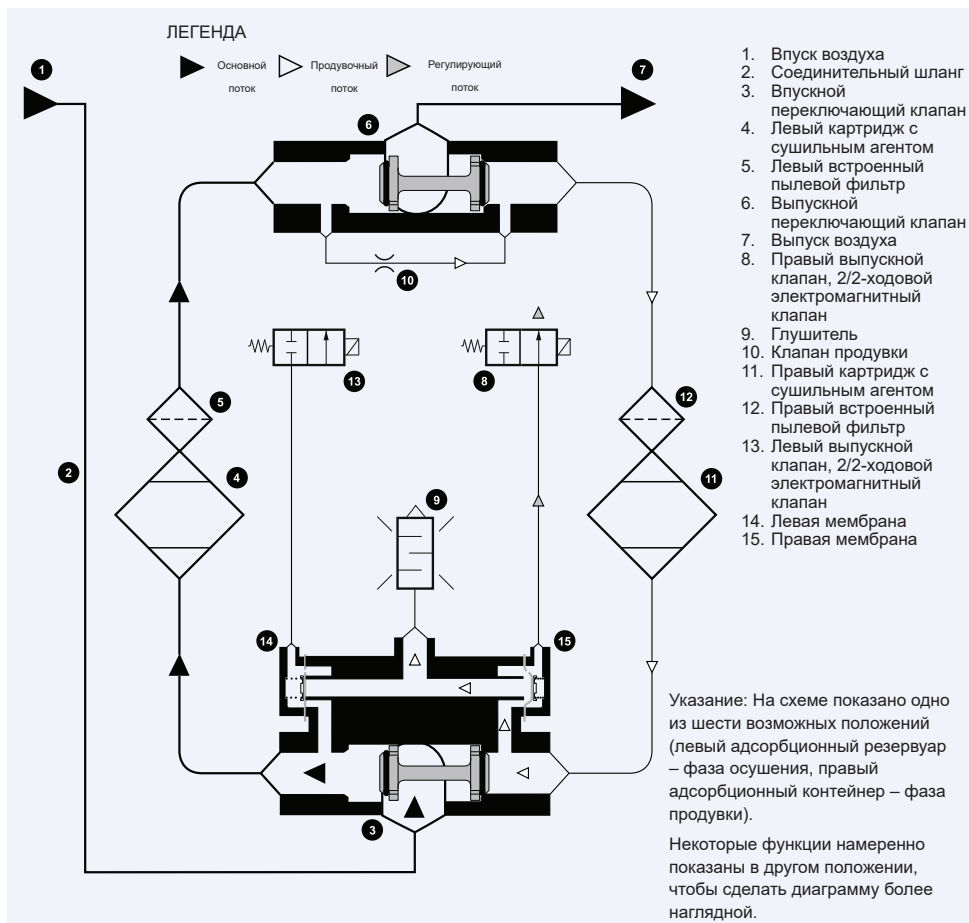 ЛЕГЕНДА
Основной
поток
Продувочный
поток
Регулирующий
поток
1
7
6
10
13
8
5
12
2
4
11
9
14
15
3
1. Впуск воздуха
2. Соединительный шланг
3. Впускной
переключающий клапан
4. Левый картридж с
сушильным агентом
5. Левый встроенный
пылевой фильтр
6. Выпускной
переключающий клапан
7. Выпуск воздуха
8. Правый выпускной
клапан, 2/2-ходовой
электромагнитный
клапан
9. Глушитель
10. Клапан продувки
11. Правый картридж с
сушильным агентом
12. Правый встроенный
пылевой фильтр
13. Левый выпускной
клапан, 2/2-ходовой
электромагнитный
клапан
14. Левая мембрана
15. Правая мембрана
Указание: На схеме показано одно
из шести возможных положений
(левый адсорбционный резервуар
– фаза осушения, правый
адсорбционный контейнер – фаза
продувки).
Некоторые функции намеренно
показаны в другом положении,
чтобы сделать диаграмму более
наглядной.